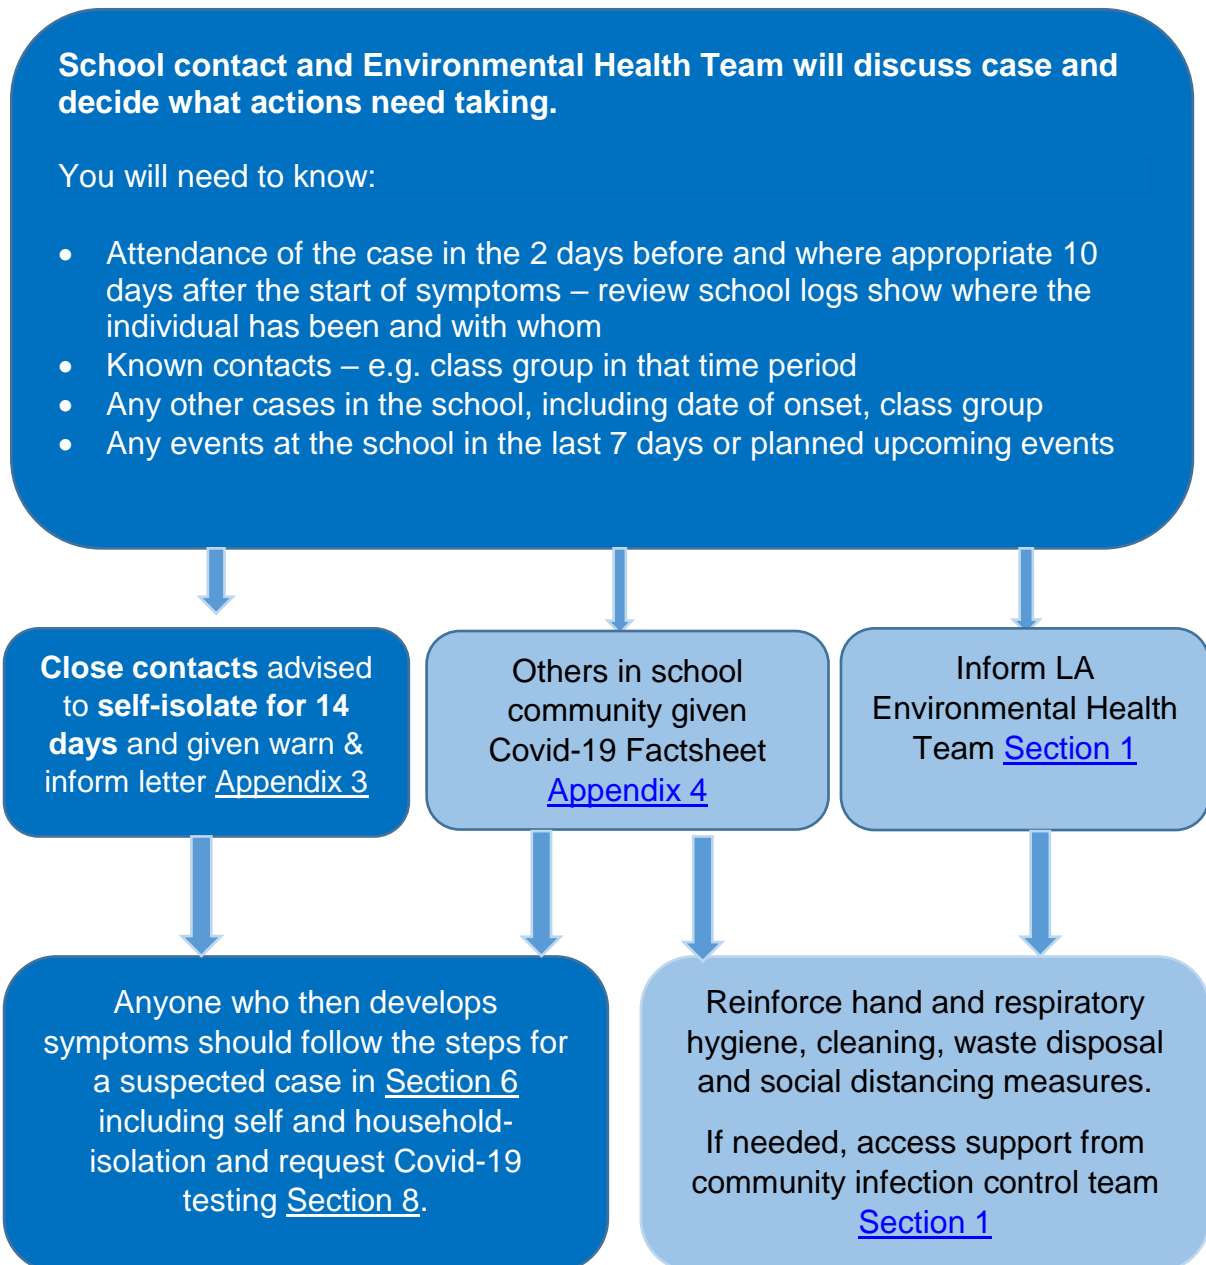 School contact and Environmental Health Team will discuss case and
decide what actions need taking.
You will need to know:
• Attendance of the case in the 2 days before and where appropriate 10
days after the start of symptoms – review school logs show where the
individual has been and with whom
• Known contacts – e.g. class group in that time period
• Any other cases in the school, including date of onset, class group
• Any events at the school in the last 7 days or planned upcoming events
Close contacts advised
to self-isolate for 14
days and given warn &
inform letter Appendix 3
Others in school
community given
Covid-19 Factsheet
Appendix 4
Inform LA
Environmental Health
Team Section 1
Anyone who then develops
symptoms should follow the steps for
a suspected case in Section 6
including self and household-
isolation and request Covid-19
testing Section 8.
Reinforce hand and respiratory
hygiene, cleaning, waste disposal
and social distancing measures.
If needed, access support from
community infection control team
Section 1